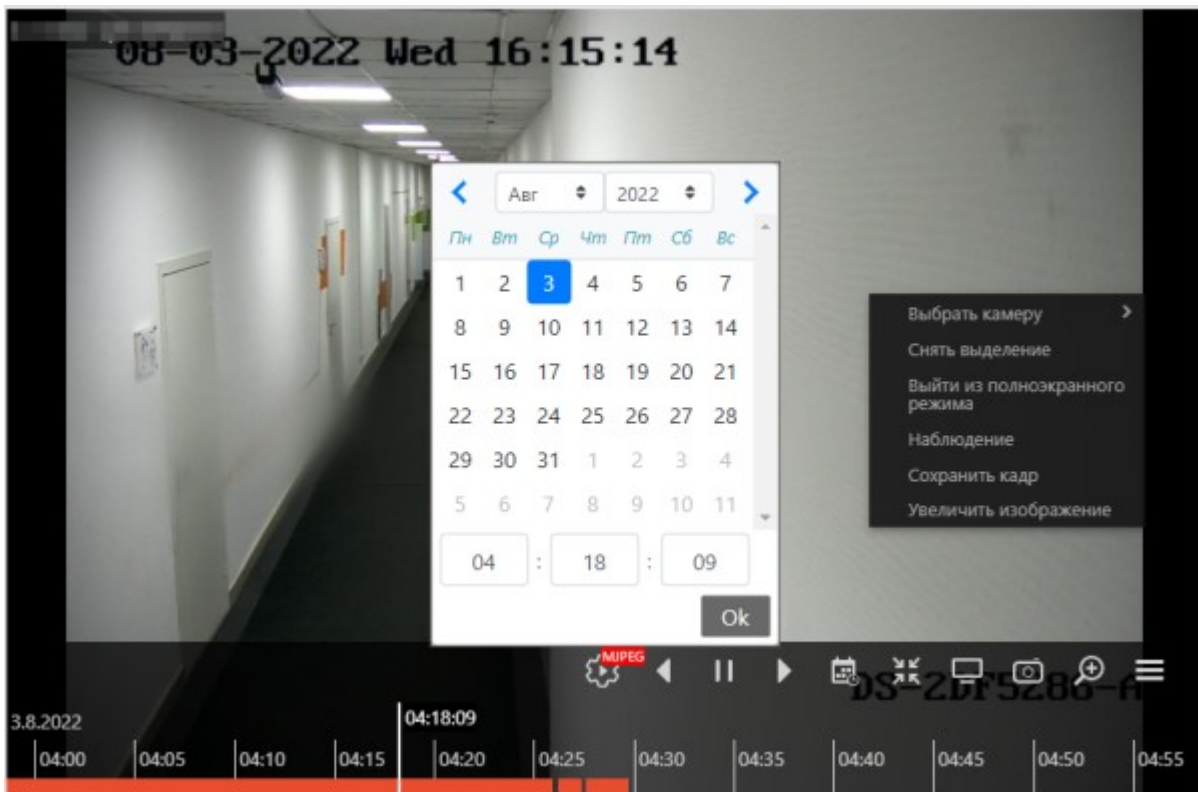 08-03-2022 Wed 16:15:14
Авг 2022
Пн Вт Ср Чт Пт Сб Вс
1 2 3 4 5 6 7
8 9 10 11 12 13 14
15 16 17 18 19 20 21
22 23 24 25 26 27 28
29 30 31 1 2 3 4
5 6 7 8 9 10 11
04 : 18 : 09
Ok
Выбрать камеру
Снять выделение
Выйти из полноэкранного
режима
Наблюдение
Сохранить кадр
Увеличить изображение
MJPEG
DS-2DF5286-A
3.8.2022
04:18:09
04:00 04:05 04:10 04:15 04:20 04:25 04:30 04:35 04:40 04:45 04:50 04:55